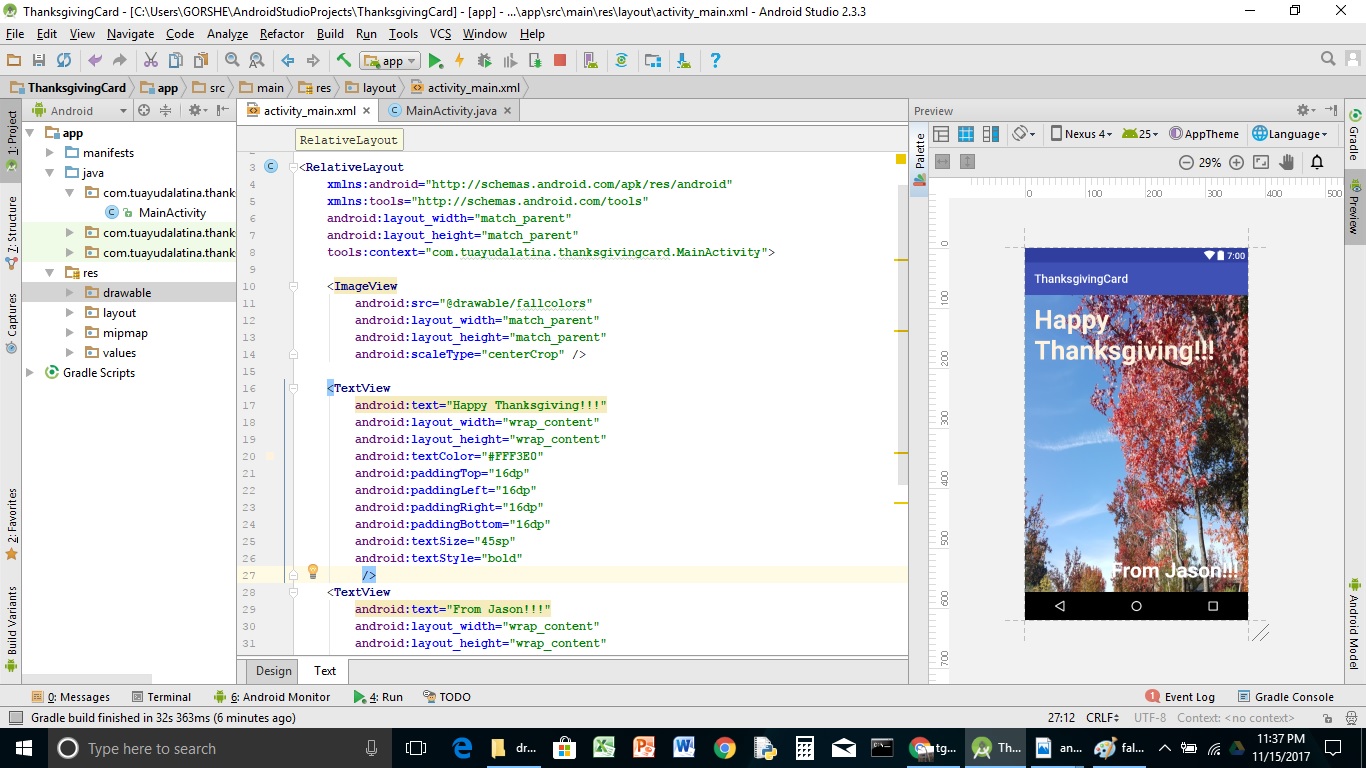 ThanksgivingCard - [C:\Users\GORSHE\AndroidStudioProjects\ThanksgivingCard] - [app] - ...\app\src\main\res\layout\activity_main.xml - Android Studio 2.3.3
File Edit View Navigate Code Analyze Refactor Build Run Tools VCS Window Help
app
ThanksgivingCard app src main res layout activity_main.xml
Android
activity_main.xml MainActivity.java
Preview
1: Project
7: Structure
Captures
2: Favorites
Build Variants
app
manifests
java
com.tuayudalatina.thank
MainActivity
com.tuayudalatina.thank
com.tuayudalatina.thank
res
drawable
layout
mipmap
values
Gradle Scripts
RelativeLayout
3 <RelativeLayout
4 xmlns:android="http://schemas.android.com/apk/res/android"
5 xmlns:tools="http://schemas.android.com/tools"
6 android:layout_width="match_parent"
7 android:layout_height="match_parent"
8 tools:context="com.tuayudalatina.thanksgivingcard.MainActivity">
9
10 <ImageView
11 android:src="@drawable/fallcolors"
12 android:layout_width="match_parent"
13 android:layout_height="match_parent"
14 android:scaleType="centerCrop" />
15
16 <TextView
17 android:text="Happy Thanksgiving!!!"
18 android:layout_width="wrap_content"
19 android:layout_height="wrap_content"
20 android:textColor="#FFF3E0"
21 android:paddingTop="16dp"
22 android:paddingLeft="16dp"
23 android:paddingRight="16dp"
24 android:paddingBottom="16dp"
25 android:textSize="45sp"
26 android:textStyle="bold"
27 />
28 <TextView
29 android:text="From Jason!!!"
30 android:layout_width="wrap_content"
31 android:layout_height="wrap_content"
Design Text
Palette
Nexus 4 25 AppTheme Language
29%
0 100 200 300 400 500
0
100
200
300
400
500
600
700
7:00
ThanksgivingCard
Happy
Thanksgiving!!!
From Jason!!!
Gradle
Preview
Android Model
0: Messages Terminal 6: Android Monitor 4: Run TODO 1 Event Log Gradle Console
Gradle build finished in 32s 363ms (6 minutes ago) 27:12 CRLF UTF-8 Context: <no context>
Type here to search
dr... tg... Th... an... fal...
11:37 PM
11/15/2017